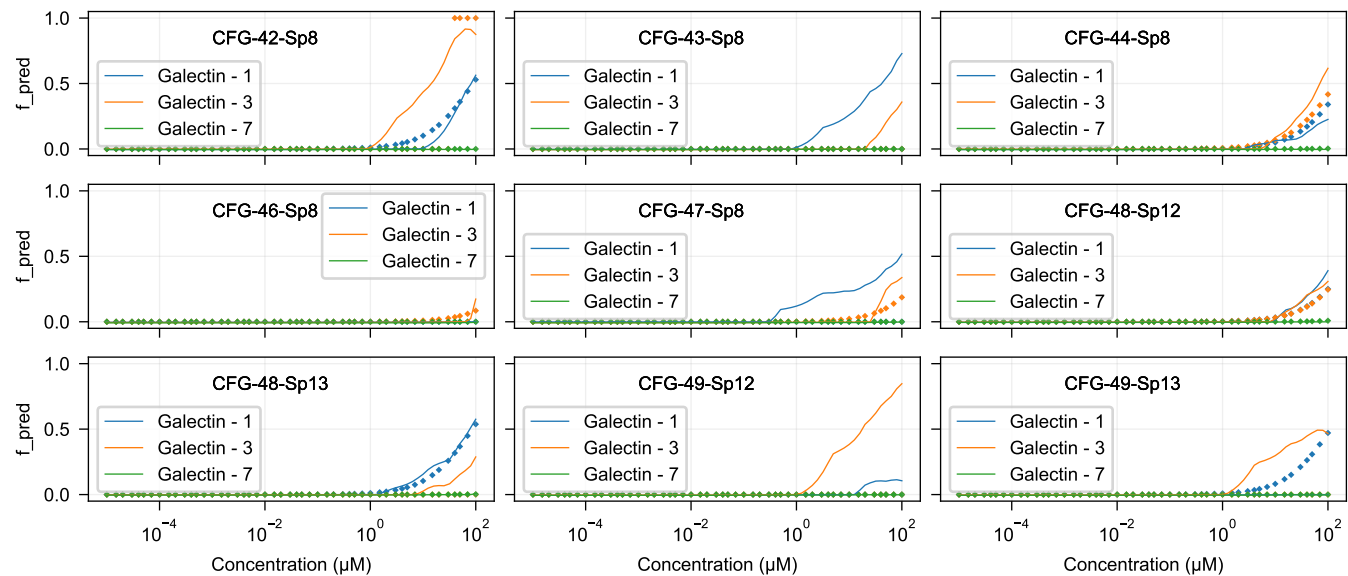 1.0
0.5
0.0
f_pred
CFG-42-Sp8
Galectin - 1
Galectin - 3
Galectin - 7
CFG-43-Sp8
Galectin - 1
Galectin - 3
Galectin - 7
CFG-44-Sp8
Galectin - 1
Galectin - 3
Galectin - 7
1.0
0.5
0.0
f_pred
CFG-46-Sp8
Galectin - 1
Galectin - 3
Galectin - 7
CFG-47-Sp8
Galectin - 1
Galectin - 3
Galectin - 7
CFG-48-Sp12
Galectin - 1
Galectin - 3
Galectin - 7
1.0
0.5
0.0
f_pred
CFG-48-Sp13
Galectin - 1
Galectin - 3
Galectin - 7
CFG-49-Sp12
Galectin - 1
Galectin - 3
Galectin - 7
CFG-49-Sp13
Galectin - 1
Galectin - 3
Galectin - 7
10⁻⁴ 10⁻² 10⁰ 10²
10⁻⁴ 10⁻² 10⁰ 10²
10⁻⁴ 10⁻² 10⁰ 10²
Concentration (µM)
Concentration (µM)
Concentration (µM)